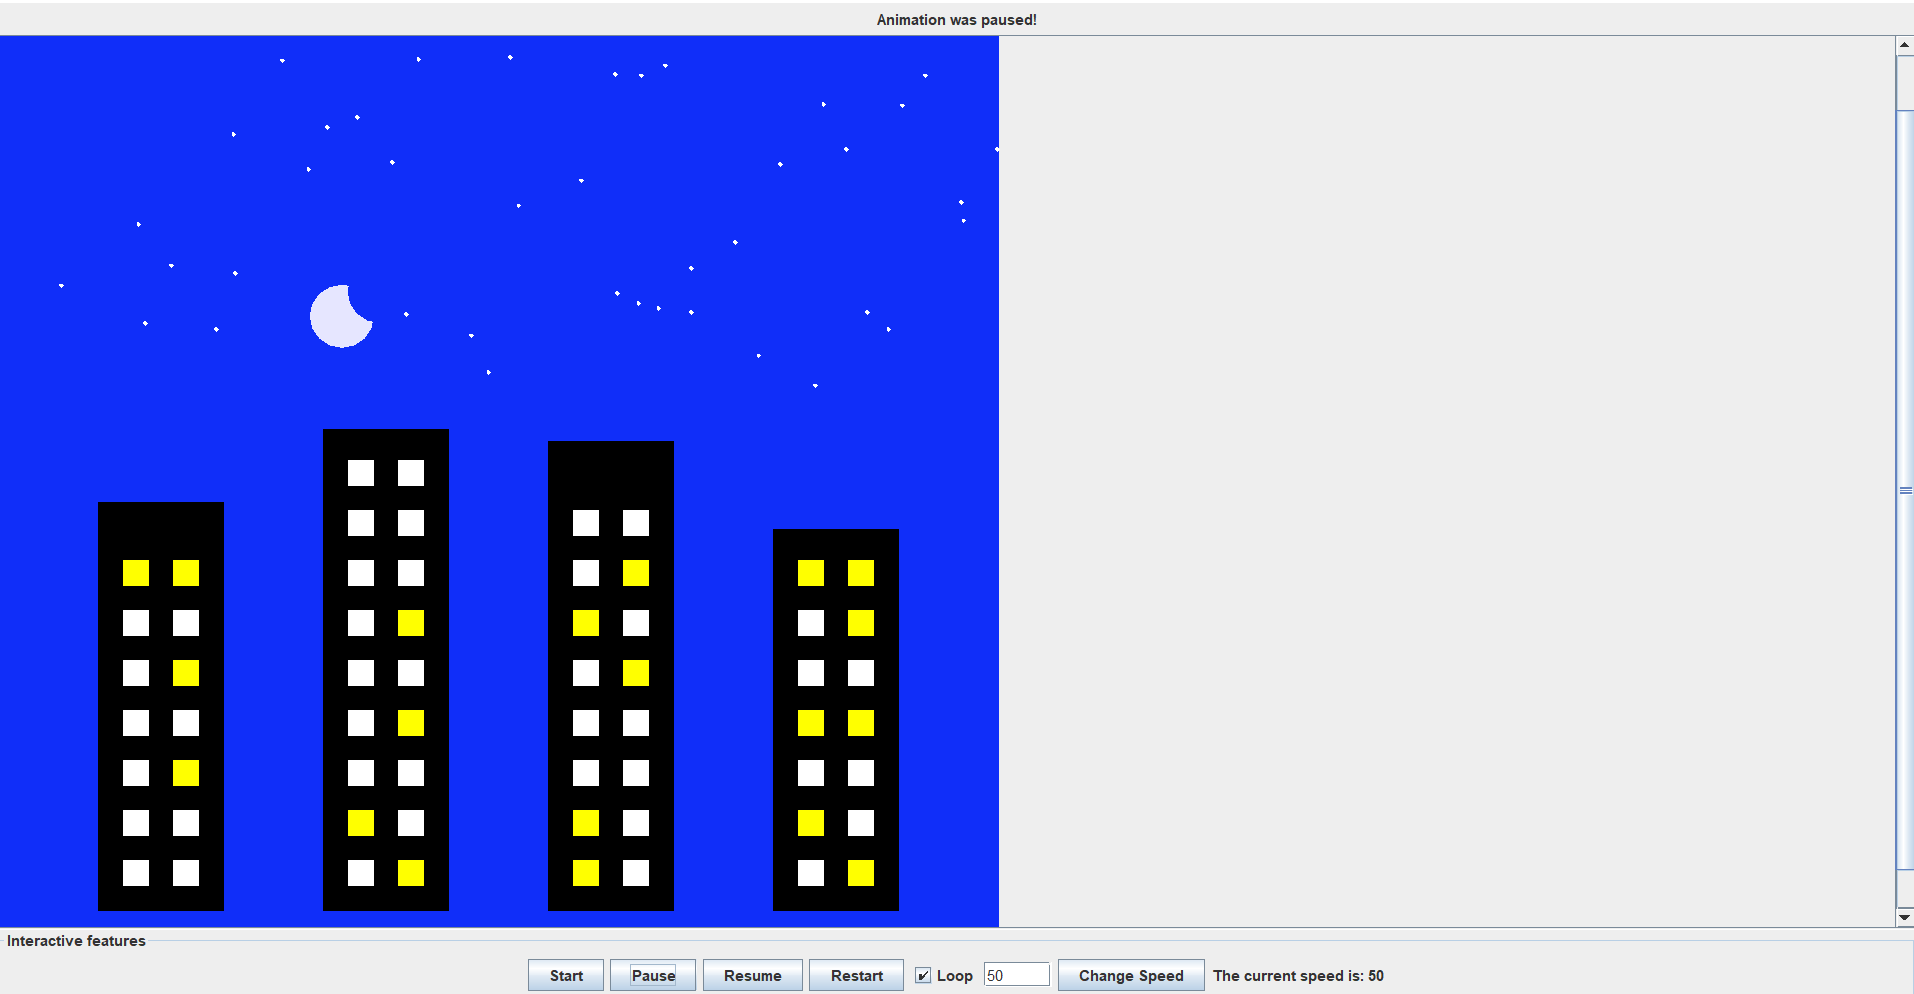 Animation was paused!
Interactive features
Start Pause Resume Restart Loop 50 Change Speed The current speed is: 50